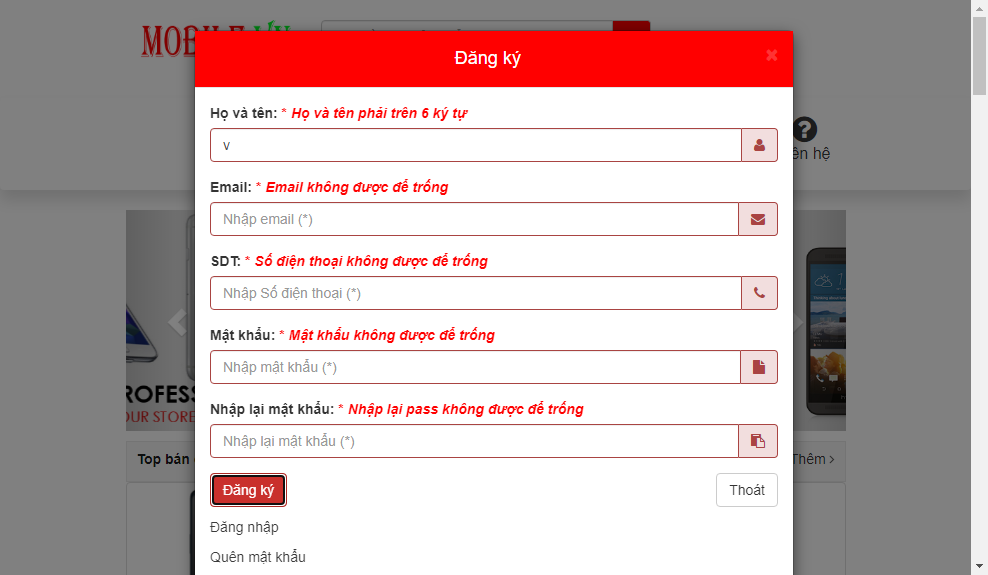 Đăng ký
×
Họ và tên: * Họ và tên phải trên 6 ký tự
v
Email: * Email không được để trống
Nhập email (*)
SDT: * Số điện thoại không được để trống
Nhập Số điện thoại (*)
Mật khẩu: * Mật khẩu không được để trống
Nhập mật khẩu (*)
Nhập lại mật khẩu: * Nhập lại pass không được để trống
Nhập lại mật khẩu (*)
Đăng ký
Thoát
Đăng nhập
Quên mật khẩu
ên hệ
OUR STORE
Top bán
Thêm